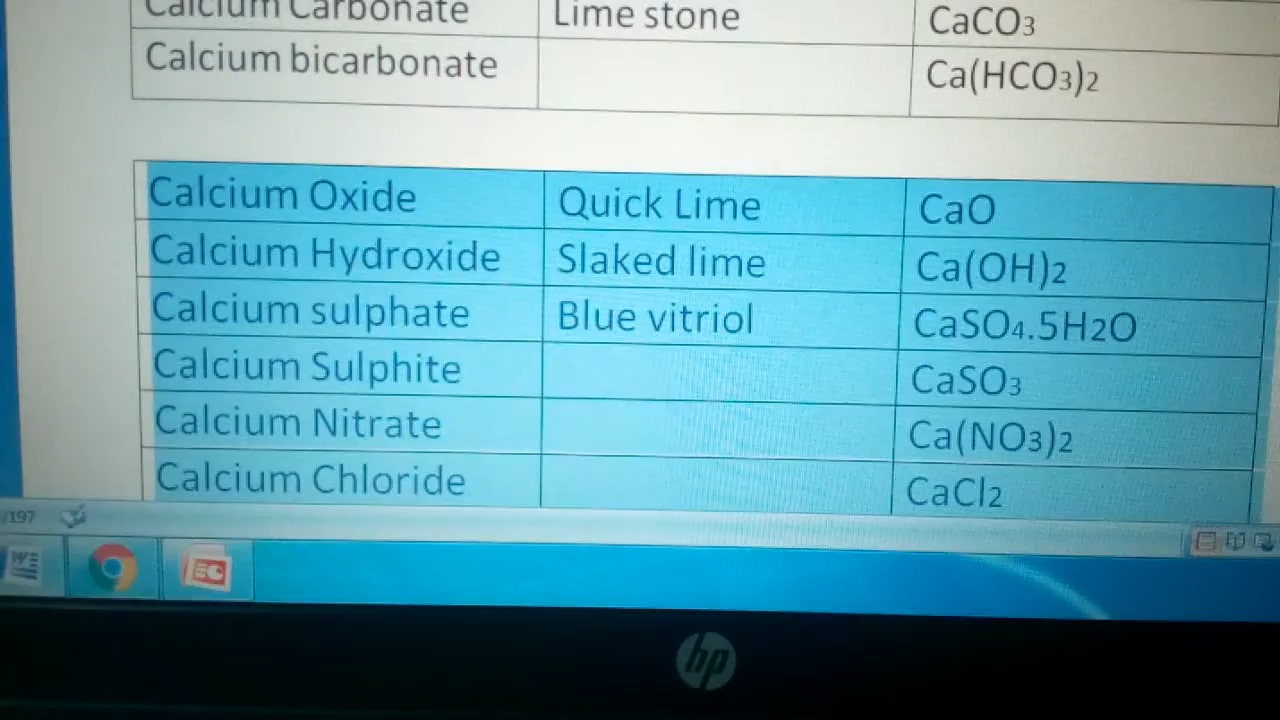 Calcium Carbonate Lime stone CaCO3
Calcium bicarbonate Ca(HCO3)2
Calcium Oxide Quick Lime CaO
Calcium Hydroxide Slaked lime Ca(OH)2
Calcium sulphate Blue vitriol CaSO4.5H2O
Calcium Sulphite CaSO3
Calcium Nitrate Ca(NO3)2
Calcium Chloride CaCl2
/197
W
hp